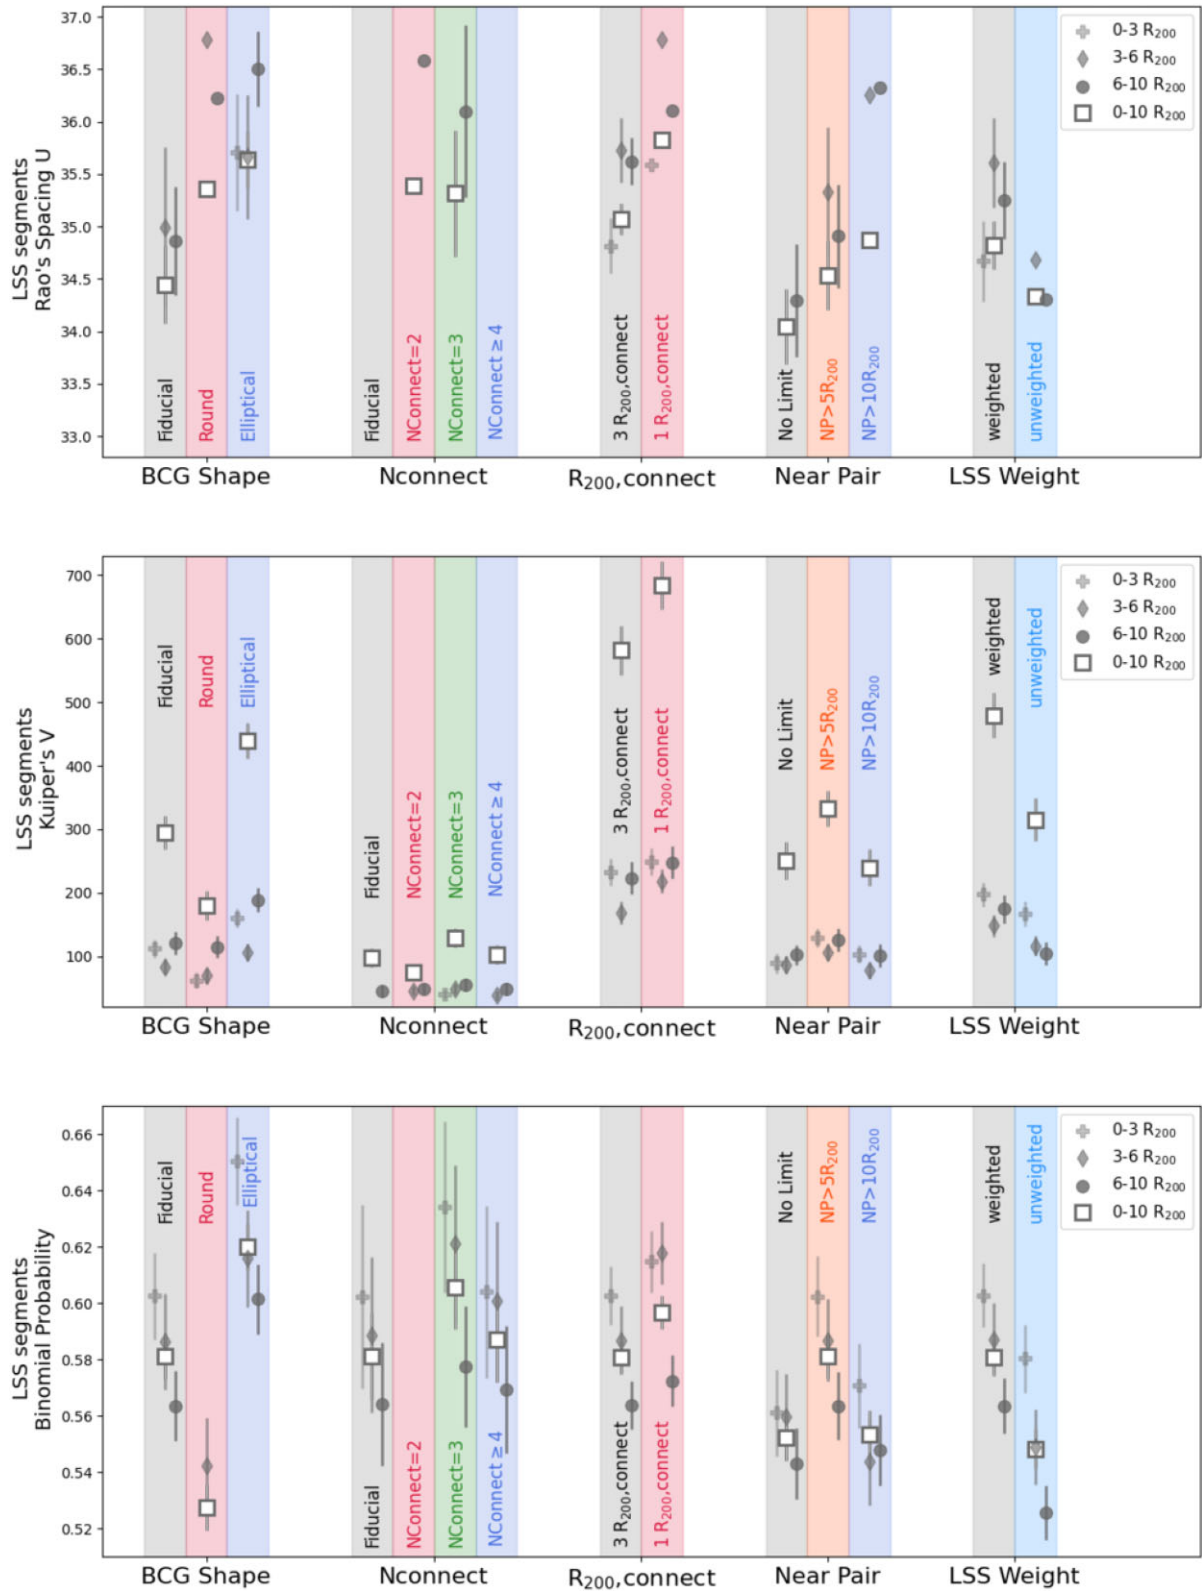 37.0
36.5
36.0
35.5
35.0
34.5
34.0
33.5
33.0
LSS segments
Rao's Spacing U
Fiducial
Round
Elliptical
Fiducial
NConnect=2
NConnect=3
NConnect ≥ 4
3 R₂₀₀,connect
1 R₂₀₀,connect
No Limit
NP>5R₂₀₀
NP>10R₂₀₀
weighted
unweighted
0-3 R₂₀₀
3-6 R₂₀₀
6-10 R₂₀₀
0-10 R₂₀₀
BCG Shape
Nconnect
R₂₀₀,connect
Near Pair
LSS Weight
700
600
500
400
300
200
100
LSS segments
Kuiper's V
Fiducial
Round
Elliptical
Fiducial
NConnect=2
NConnect=3
NConnect ≥ 4
3 R₂₀₀,connect
1 R₂₀₀,connect
No Limit
NP>5R₂₀₀
NP>10R₂₀₀
weighted
unweighted
0-3 R₂₀₀
3-6 R₂₀₀
6-10 R₂₀₀
0-10 R₂₀₀
BCG Shape
Nconnect
R₂₀₀,connect
Near Pair
LSS Weight
0.66
0.64
0.62
0.60
0.58
0.56
0.54
0.52
LSS segments
Binomial Probability
Fiducial
Round
Elliptical
Fiducial
NConnect=2
NConnect=3
NConnect ≥ 4
3 R₂₀₀,connect
1 R₂₀₀,connect
No Limit
NP>5R₂₀₀
NP>10R₂₀₀
weighted
unweighted
0-3 R₂₀₀
3-6 R₂₀₀
6-10 R₂₀₀
0-10 R₂₀₀
BCG Shape
Nconnect
R₂₀₀,connect
Near Pair
LSS Weight